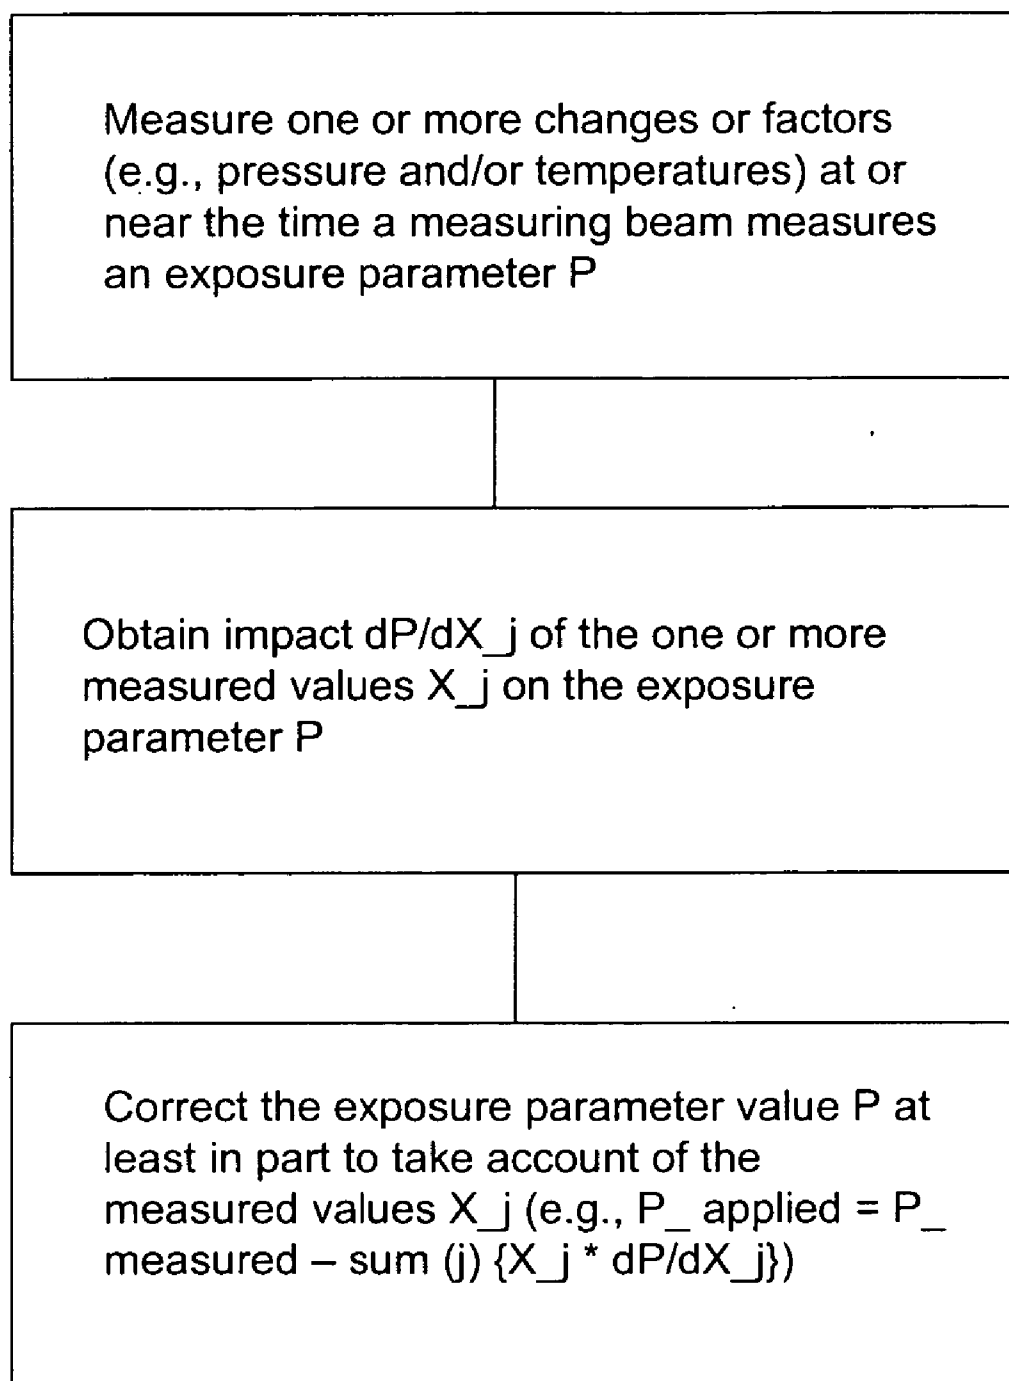 Measure one or more changes or factors
(e.g., pressure and/or temperatures) at or
near the time a measuring beam measures
an exposure parameter P
Obtain impact dP/dX_j of the one or more
measured values X_j on the exposure
parameter P
Correct the exposure parameter value P at
least in part to take account of the
measured values X_j (e.g., P_ applied = P_
measured – sum (j) {X_j * dP/dX_j})